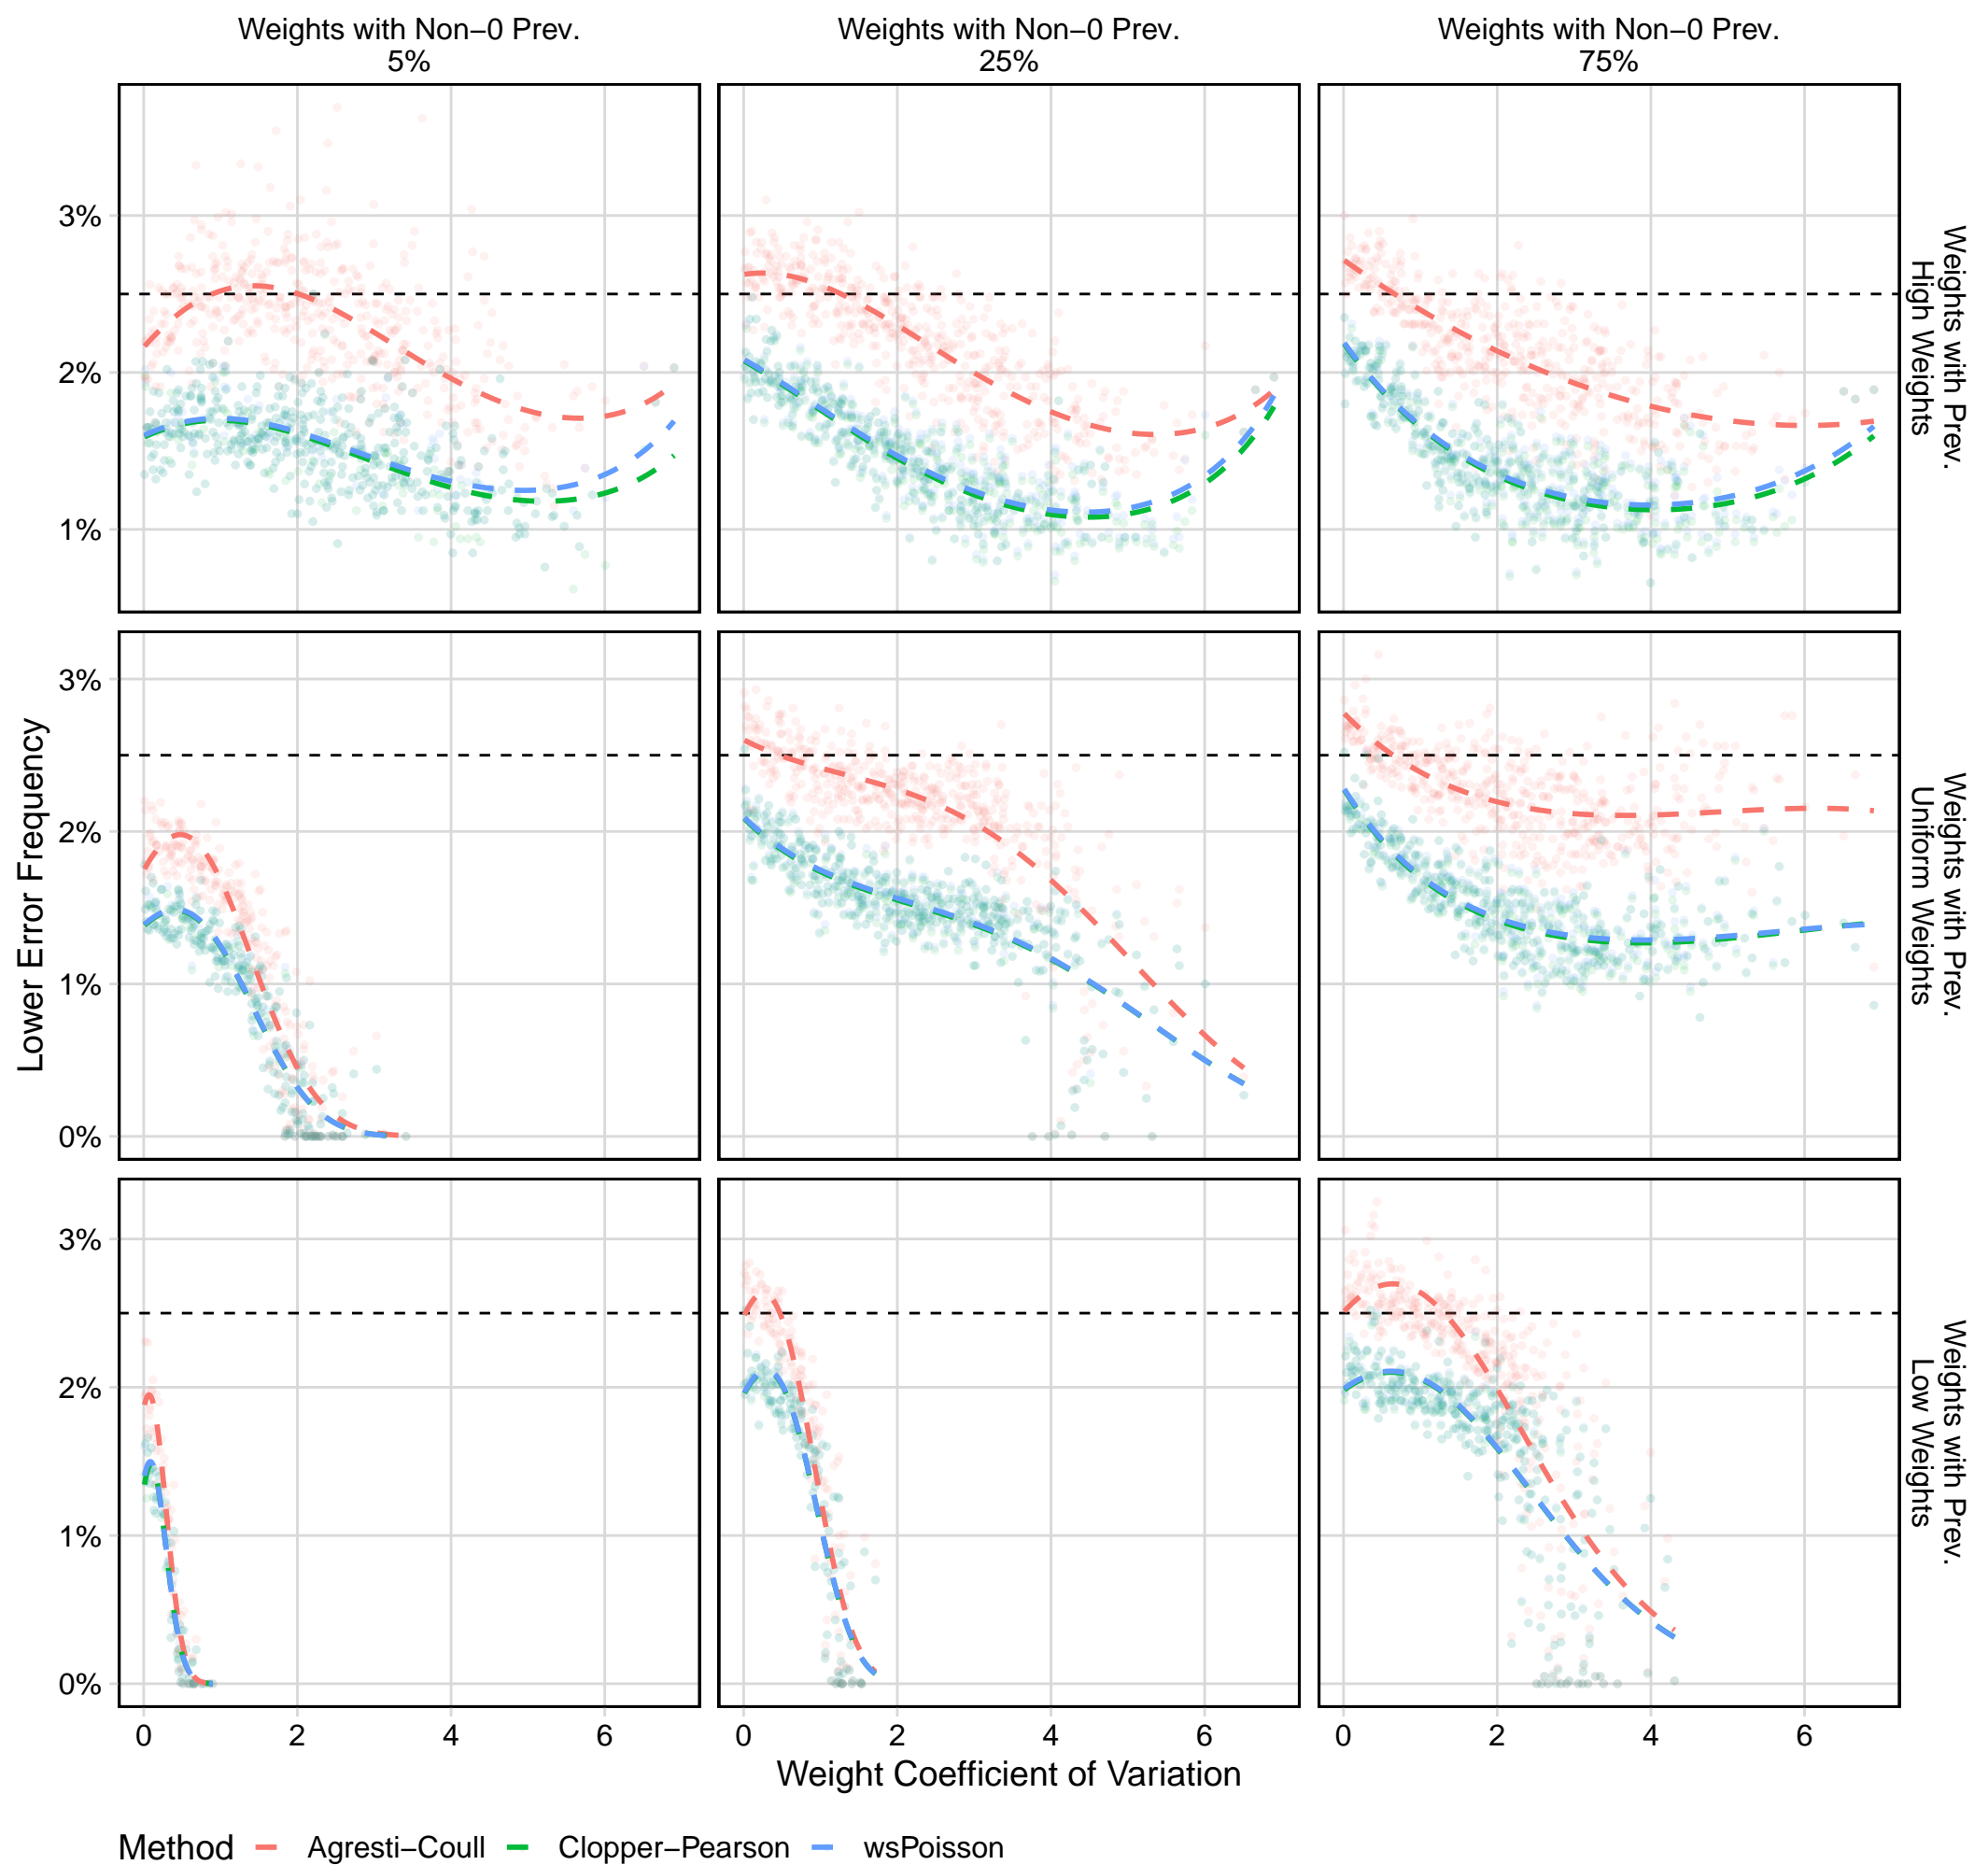 Weights with Non−0 Prev.
5%
Weights with Non−0 Prev.
25%
Weights with Non−0 Prev.
75%
3%
2%
1%
Weights with Prev.
High Weights
3%
2%
1%
0%
Weights with Prev.
Uniform Weights
3%
2%
1%
0%
Weights with Prev.
Low Weights
Lower Error Frequency
0 2 4 6
0 2 4 6
0 2 4 6
Weight Coefficient of Variation
Method Agresti−Coull Clopper−Pearson wsPoisson